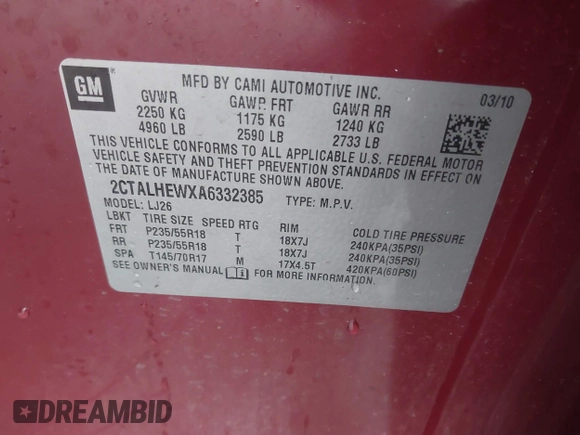 GM
MFD BY CAMI AUTOMOTIVE INC.
03/10
GVWR GAWR FRT GAWR RR
2250 KG 1175 KG 1240 KG
4960 LB 2590 LB 2733 LB
THIS VEHICLE CONFORMS TO ALL APPLICABLE U.S. FEDERAL MOTOR
VEHICLE SAFETY AND THEFT PREVENTION STANDARDS IN EFFECT ON
THE DATE OF MANUFACTURE SHOWN ABOVE.
2CTALHEWXA6332385 TYPE: M.P.V.
MODEL: LJ26
LBKT TIRE SIZE SPEED RTG RIM COLD TIRE PRESSURE
FRT P235/55R18 T 18X7J 240KPA(35PSI)
RR P235/55R18 T 18X7J 240KPA(35PSI)
SPA T145/70R17 M 17X4.5T 420KPA(60PSI)
SEE OWNER'S MANUAL i FOR MORE INFORMATION.
DREAMBID